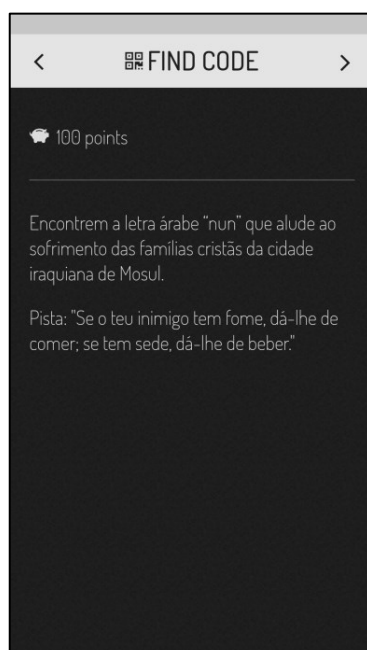 FIND CODE
100 points
Encontrem a letra árabe "nun" que alude ao
sofrimento das famílias cristãs da cidade
iraquiana de Mosul.
Pista: "Se o teu inimigo tem fome, dá-lhe de
comer; se tem sede, dá-lhe de beber."